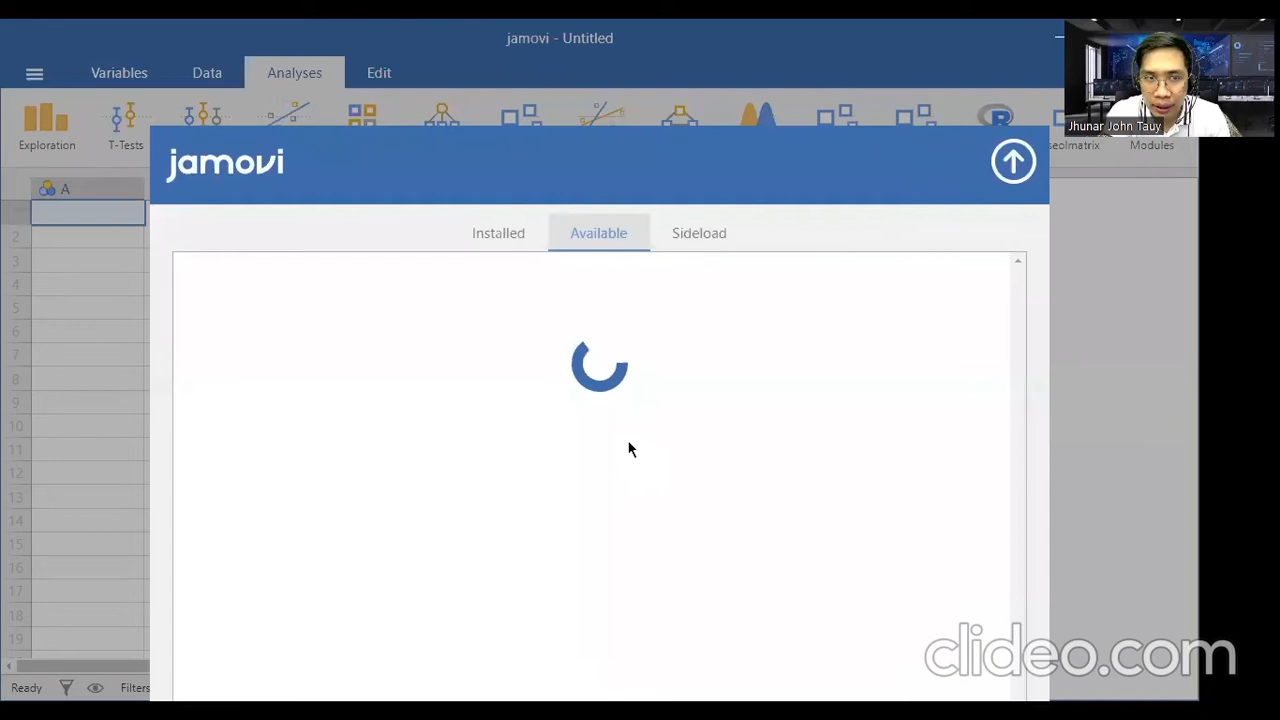 jamovi - Untitled
Jhunar John Tauy
Variables Data Analyses Edit
Exploration T-Tests Modules
jamovi
A
Installed Available Sideload
2
3
4
5
6
7
8
9
10
11
12
13
14
15
16
17
18
19
Ready Filters
clideo.com